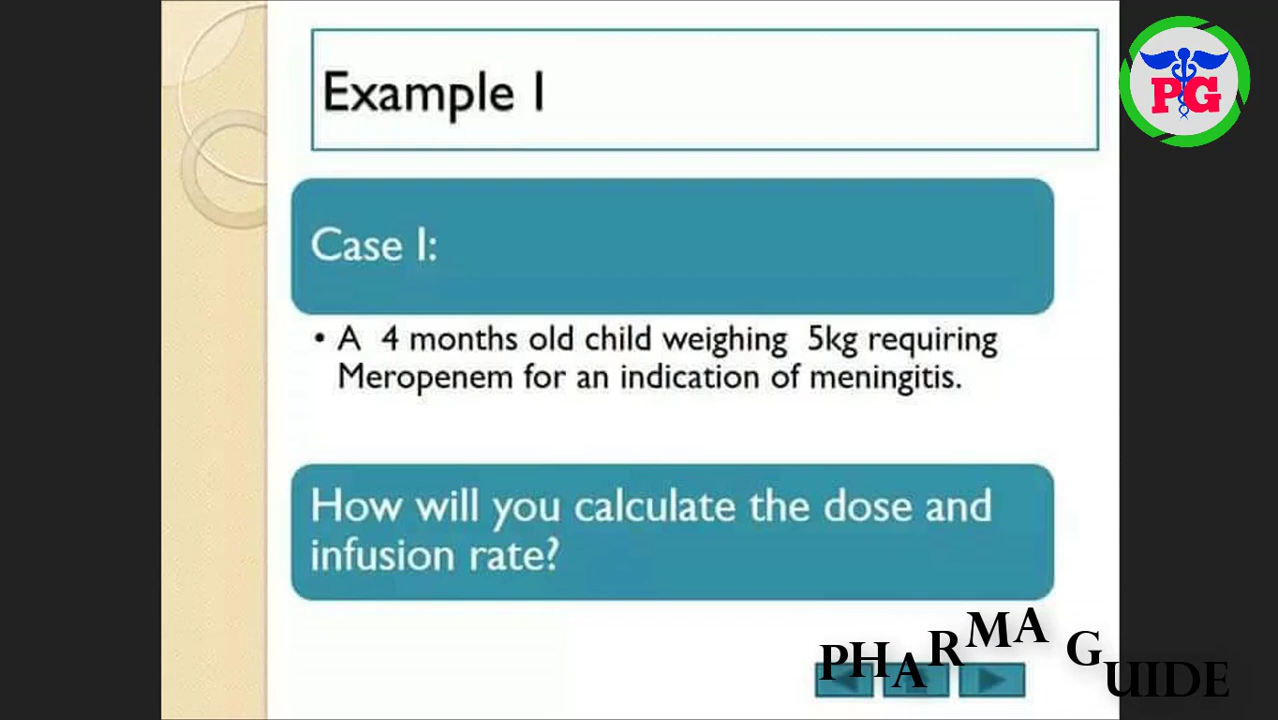 PG
Example 1
Case 1:
• A 4 months old child weighing 5kg requiring
Meropenem for an indication of meningitis.
How will you calculate the dose and
infusion rate?
PHARMA GUIDE